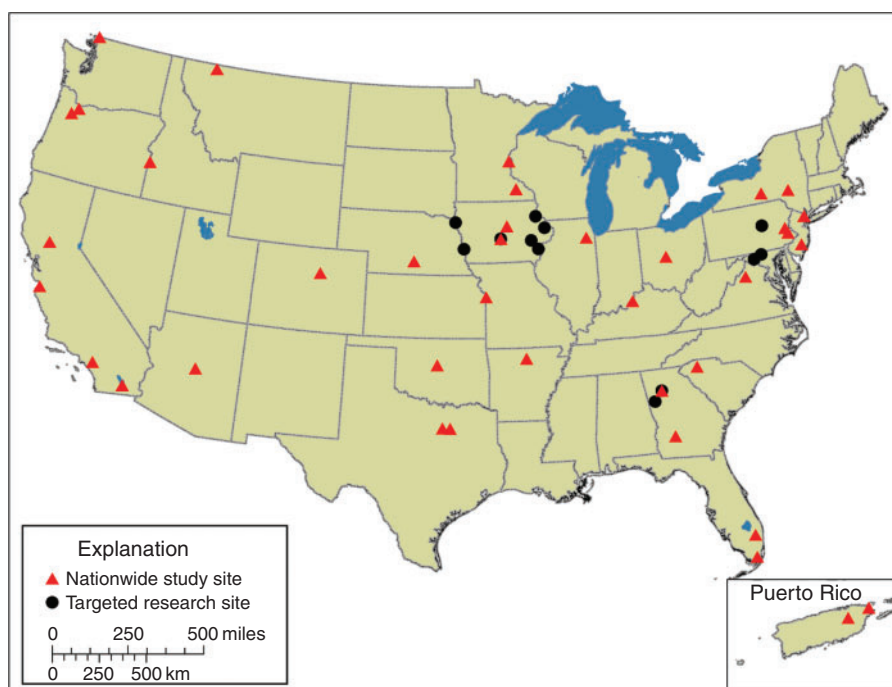 Puerto Rico
Explanation
Nationwide study site
Targeted research site
0 250 500 miles
0 250 500 km